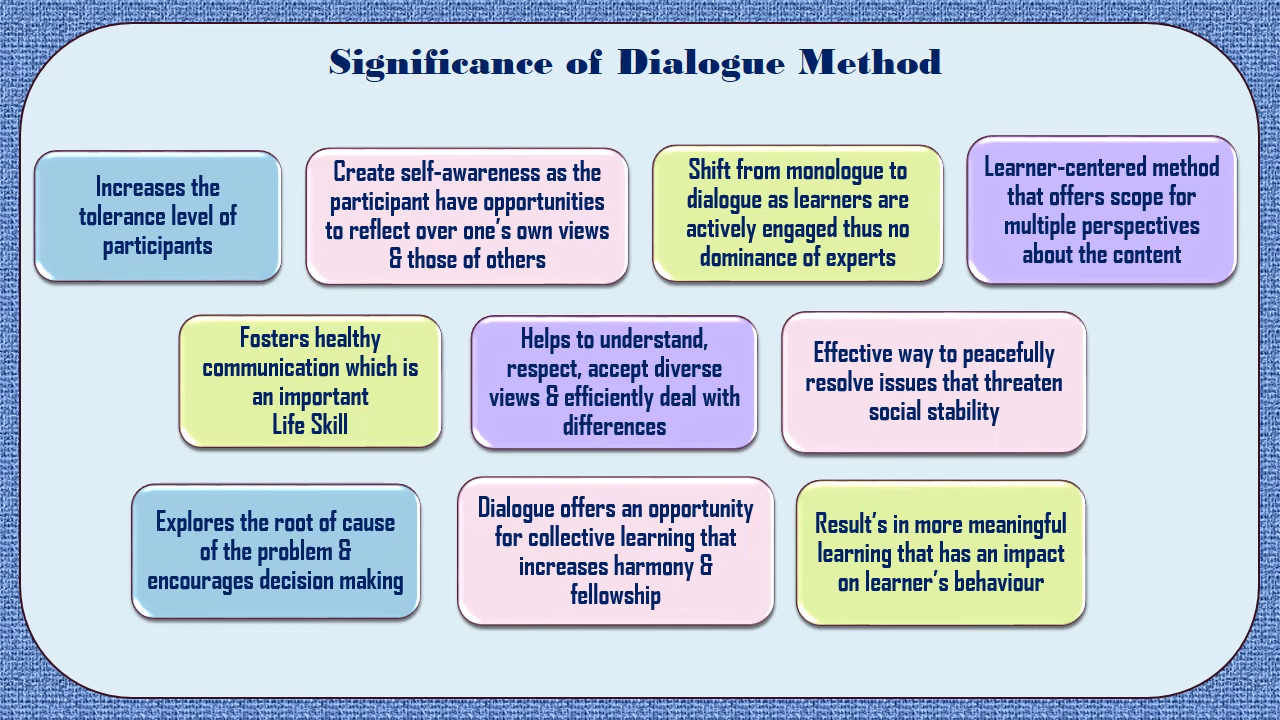 Significance of Dialogue Method
Increases the
tolerance level of
participants
Create self-awareness as the
participant have opportunities
to reflect over one's own views
& those of others
Shift from monologue to
dialogue as learners are
actively engaged thus no
dominance of experts
Learner-centered method
that offers scope for
multiple perspectives
about the content
Fosters healthy
communication which is
an important
Life Skill
Helps to understand,
respect, accept diverse
views & efficiently deal with
differences
Effective way to peacefully
resolve issues that threaten
social stability
Explores the root of cause
of the problem &
encourages decision making
Dialogue offers an opportunity
for collective learning that
increases harmony &
fellowship
Result's in more meaningful
learning that has an impact
on learner's behaviour